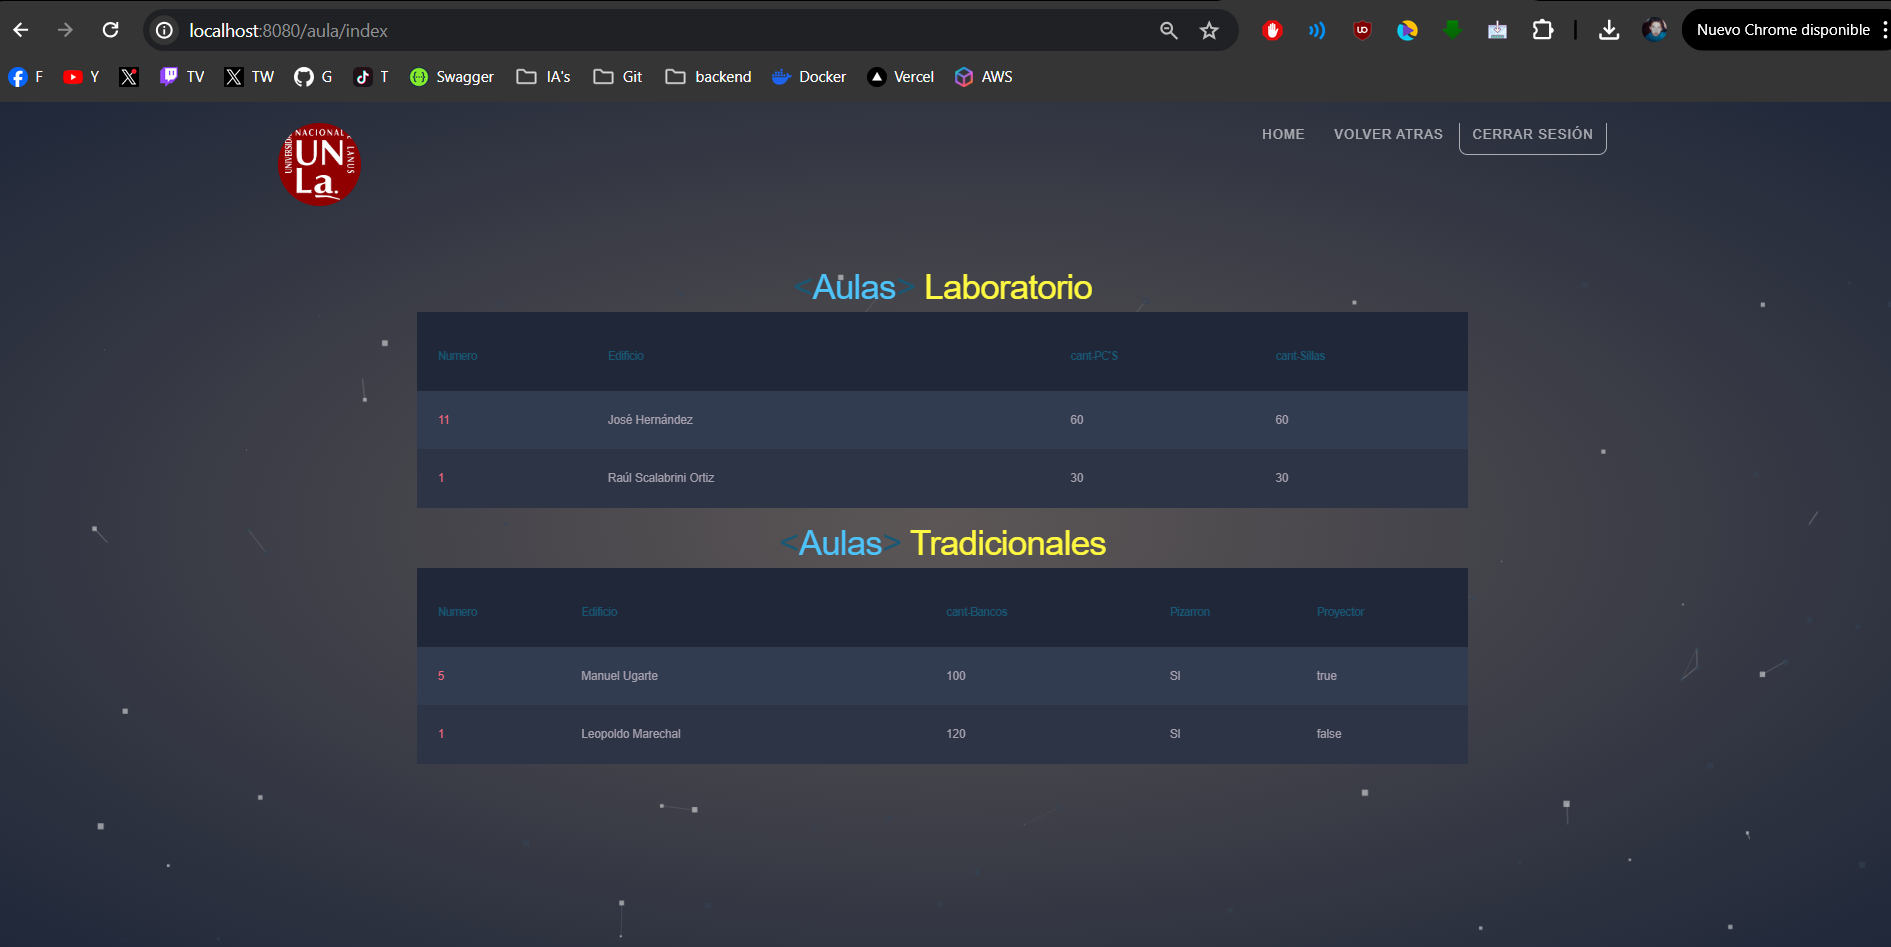 localhost:8080/aula/index
Nuevo Chrome disponible
F Y TV TW G T Swagger IA's Git backend Docker Vercel AWS
NACIONAL
UNIVERSIDAD
LANUS
UN
La.
HOME VOLVER ATRAS CERRAR SESIÓN
<Aulas> Laboratorio
Numero Edificio cant-PC'S cant-Sillas
11 José Hernández 60 60
1 Raúl Scalabrini Ortiz 30 30
<Aulas> Tradicionales
Numero Edificio cant-Bancos Pizarron Proyector
5 Manuel Ugarte 100 SI true
1 Leopoldo Marechal 120 SI false